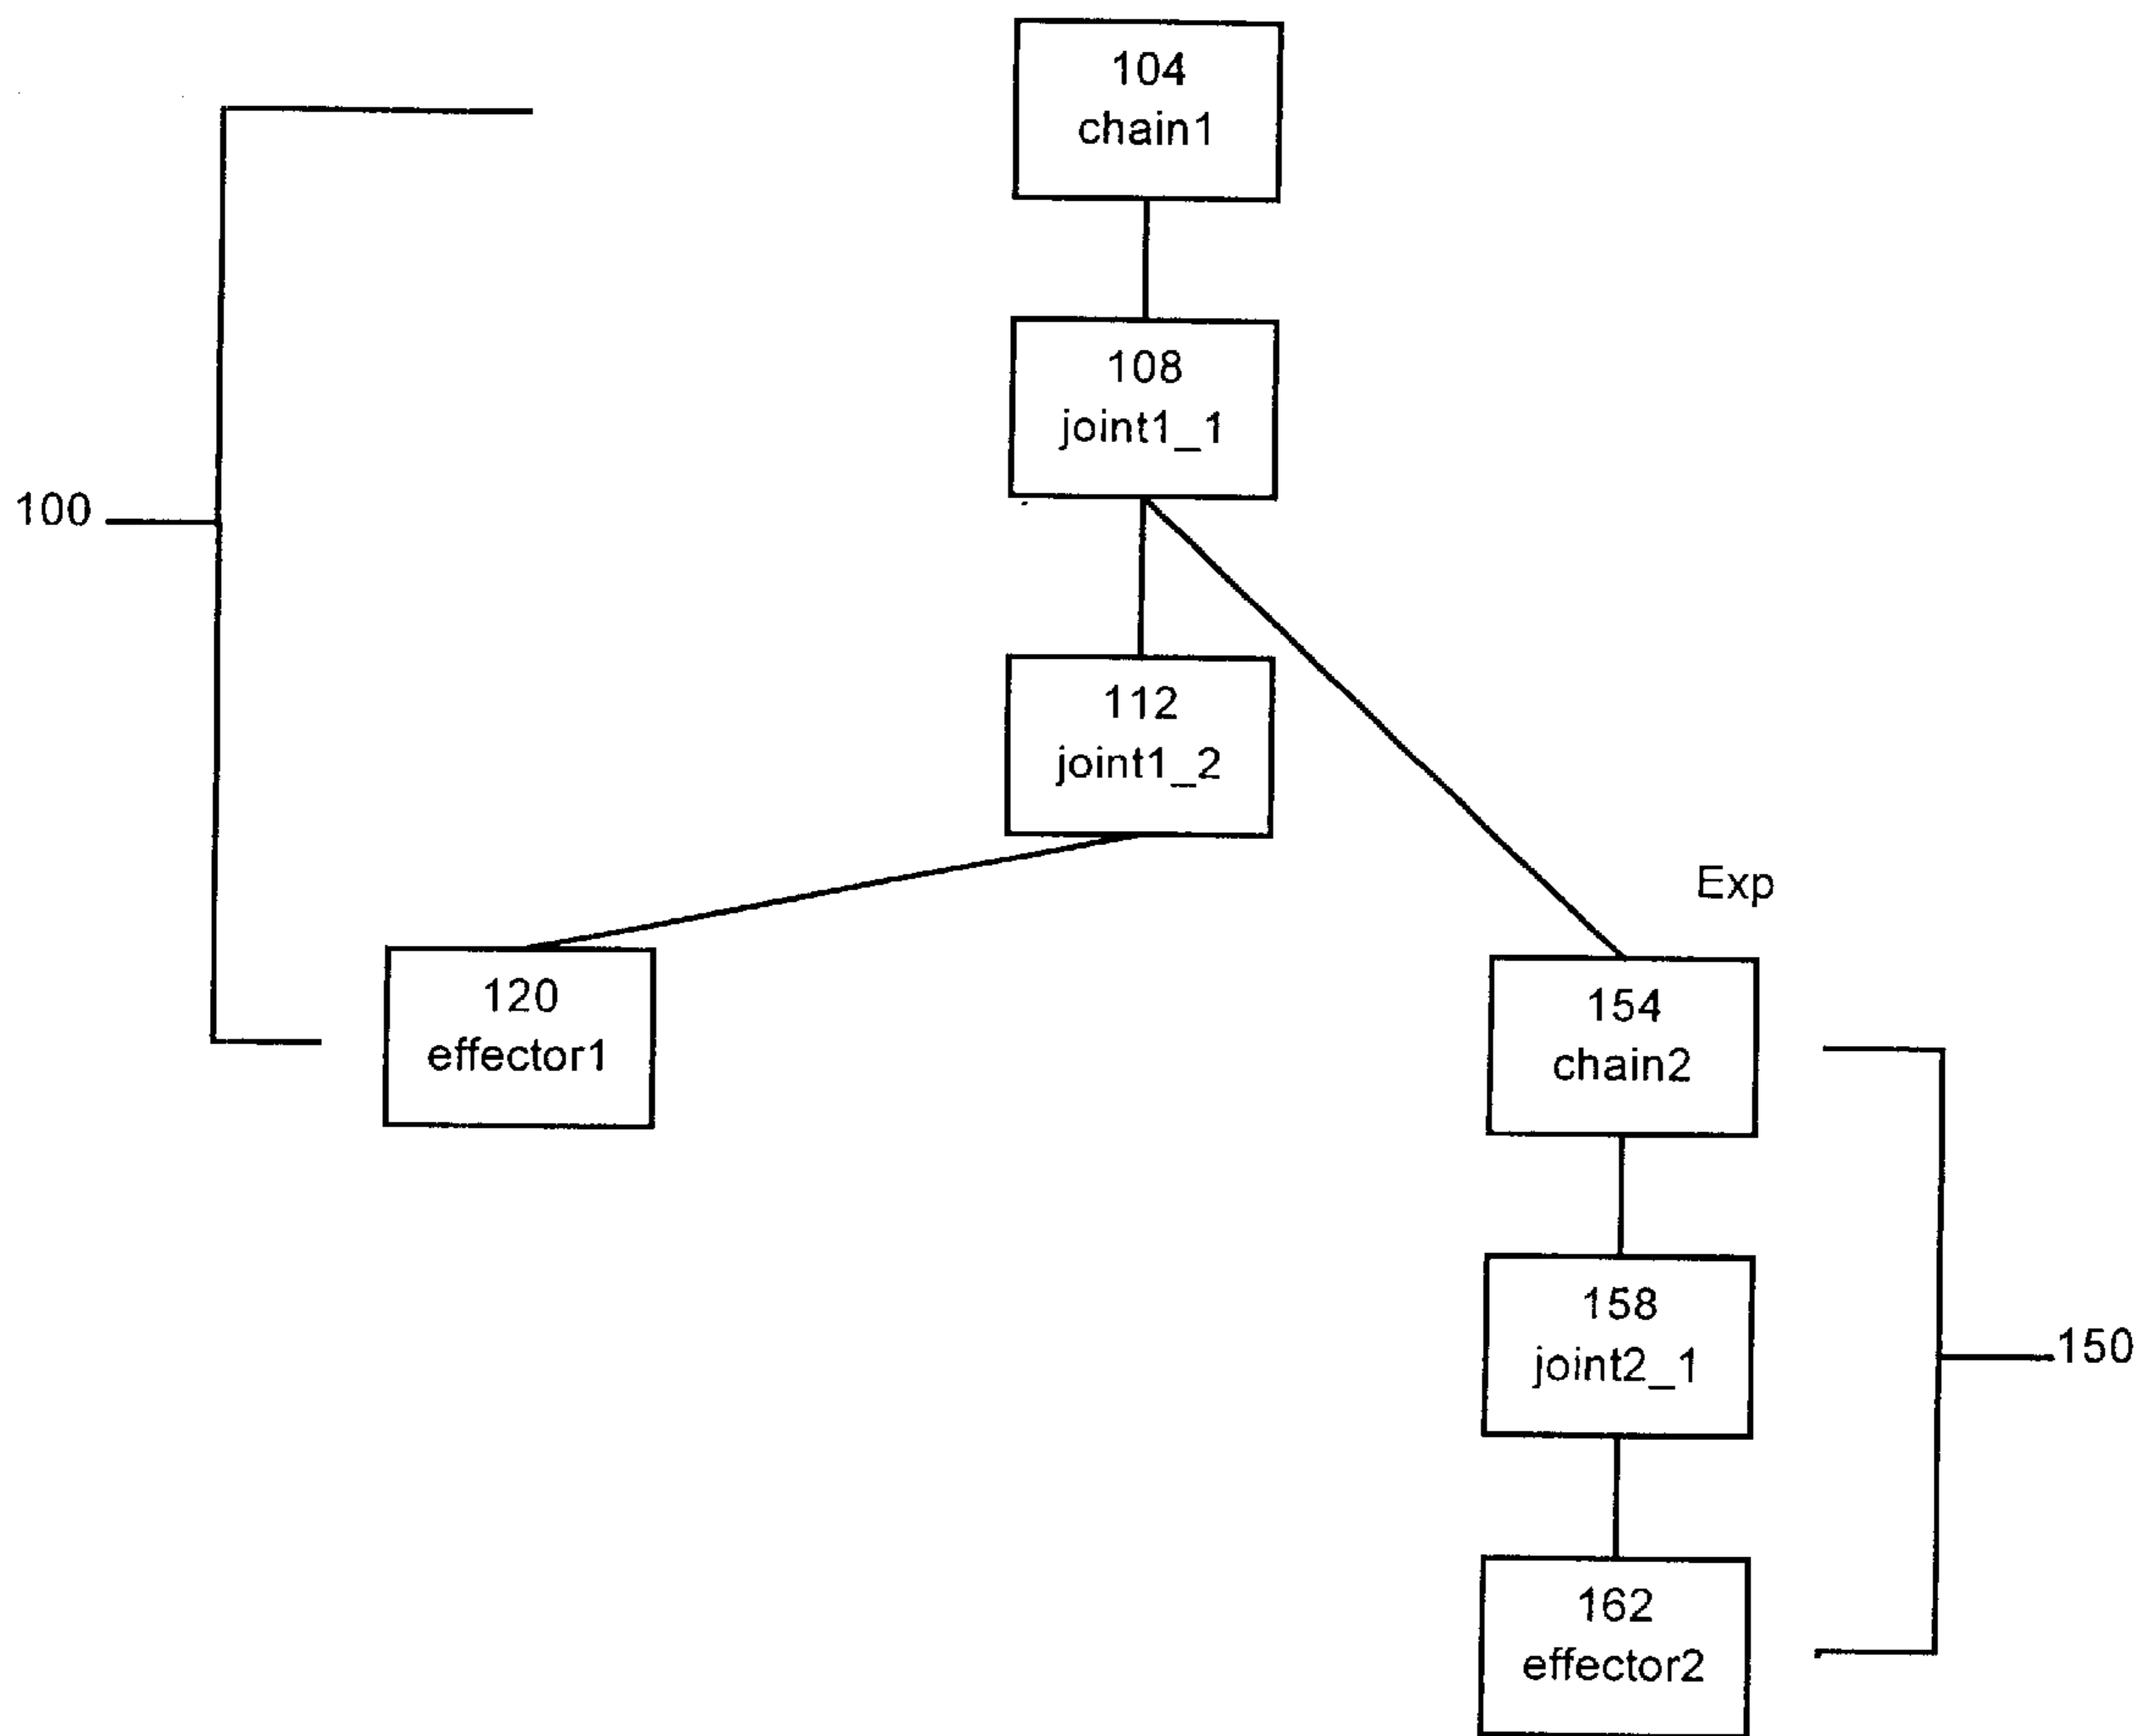 104
chain1
108
joint1_1
100
112
joint1_2
Exp
120
effector1
154
chain2
158
joint2_1
150
162
effector2